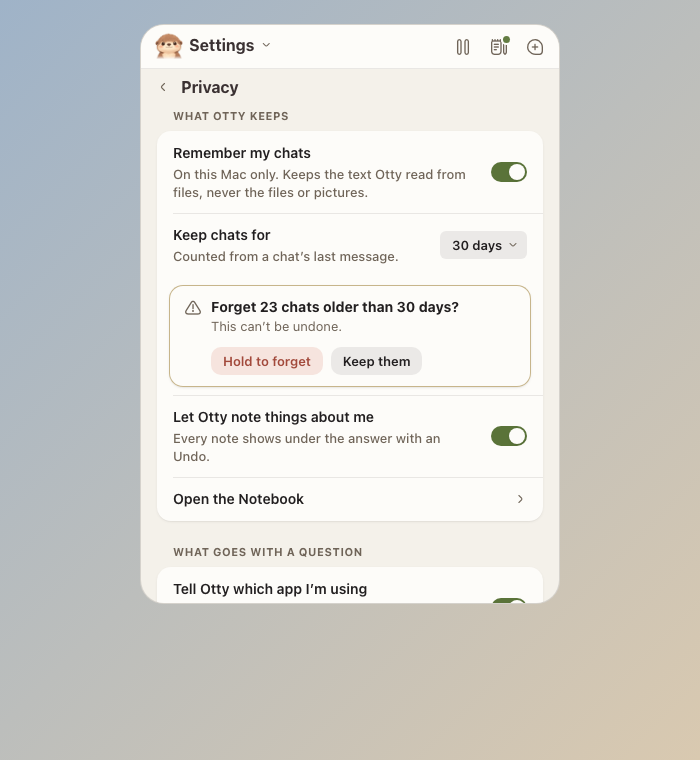 Settings
Privacy
WHAT OTTY KEEPS
Remember my chats
On this Mac only. Keeps the text Otty read from
files, never the files or pictures.
Keep chats for
30 days
Counted from a chat’s last message.
Forget 23 chats older than 30 days?
This can’t be undone.
Hold to forget
Keep them
Let Otty note things about me
Every note shows under the answer with an
Undo.
Open the Notebook
WHAT GOES WITH A QUESTION
Tell Otty which app I’m using